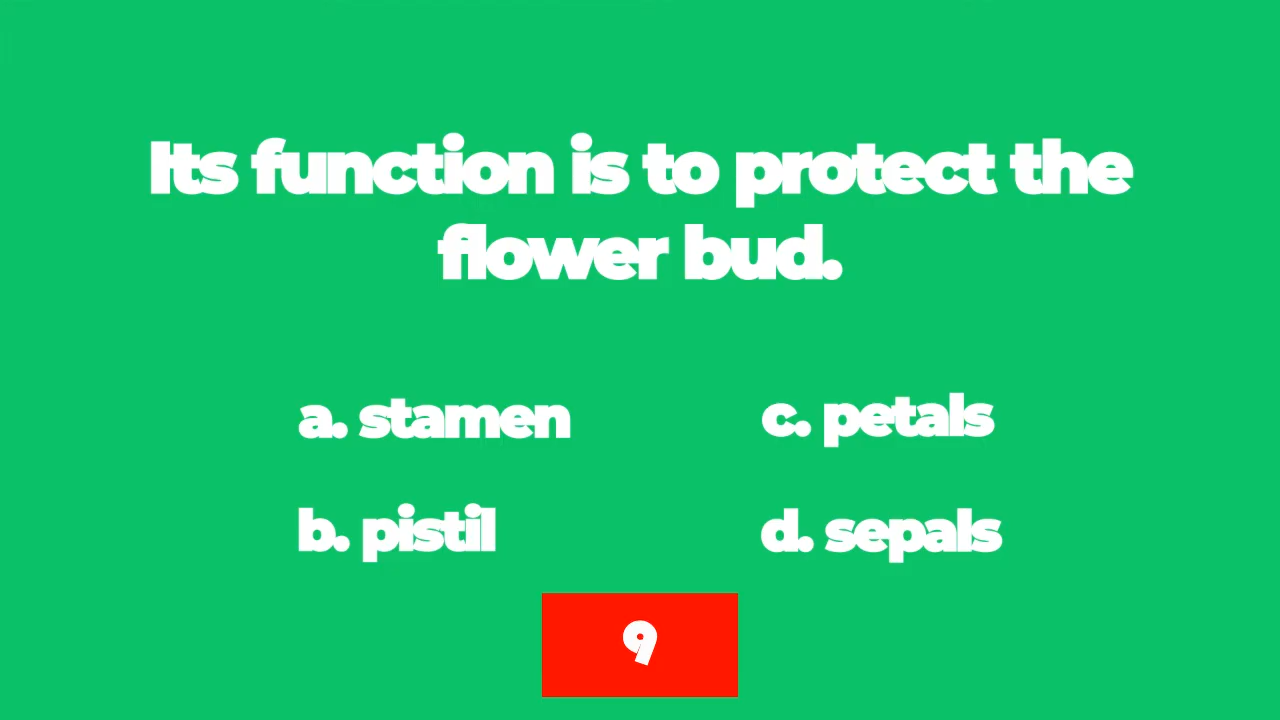 Its function is to protect the
flower bud.
a. stamen
b. pistil
c. petals
d. sepals
9